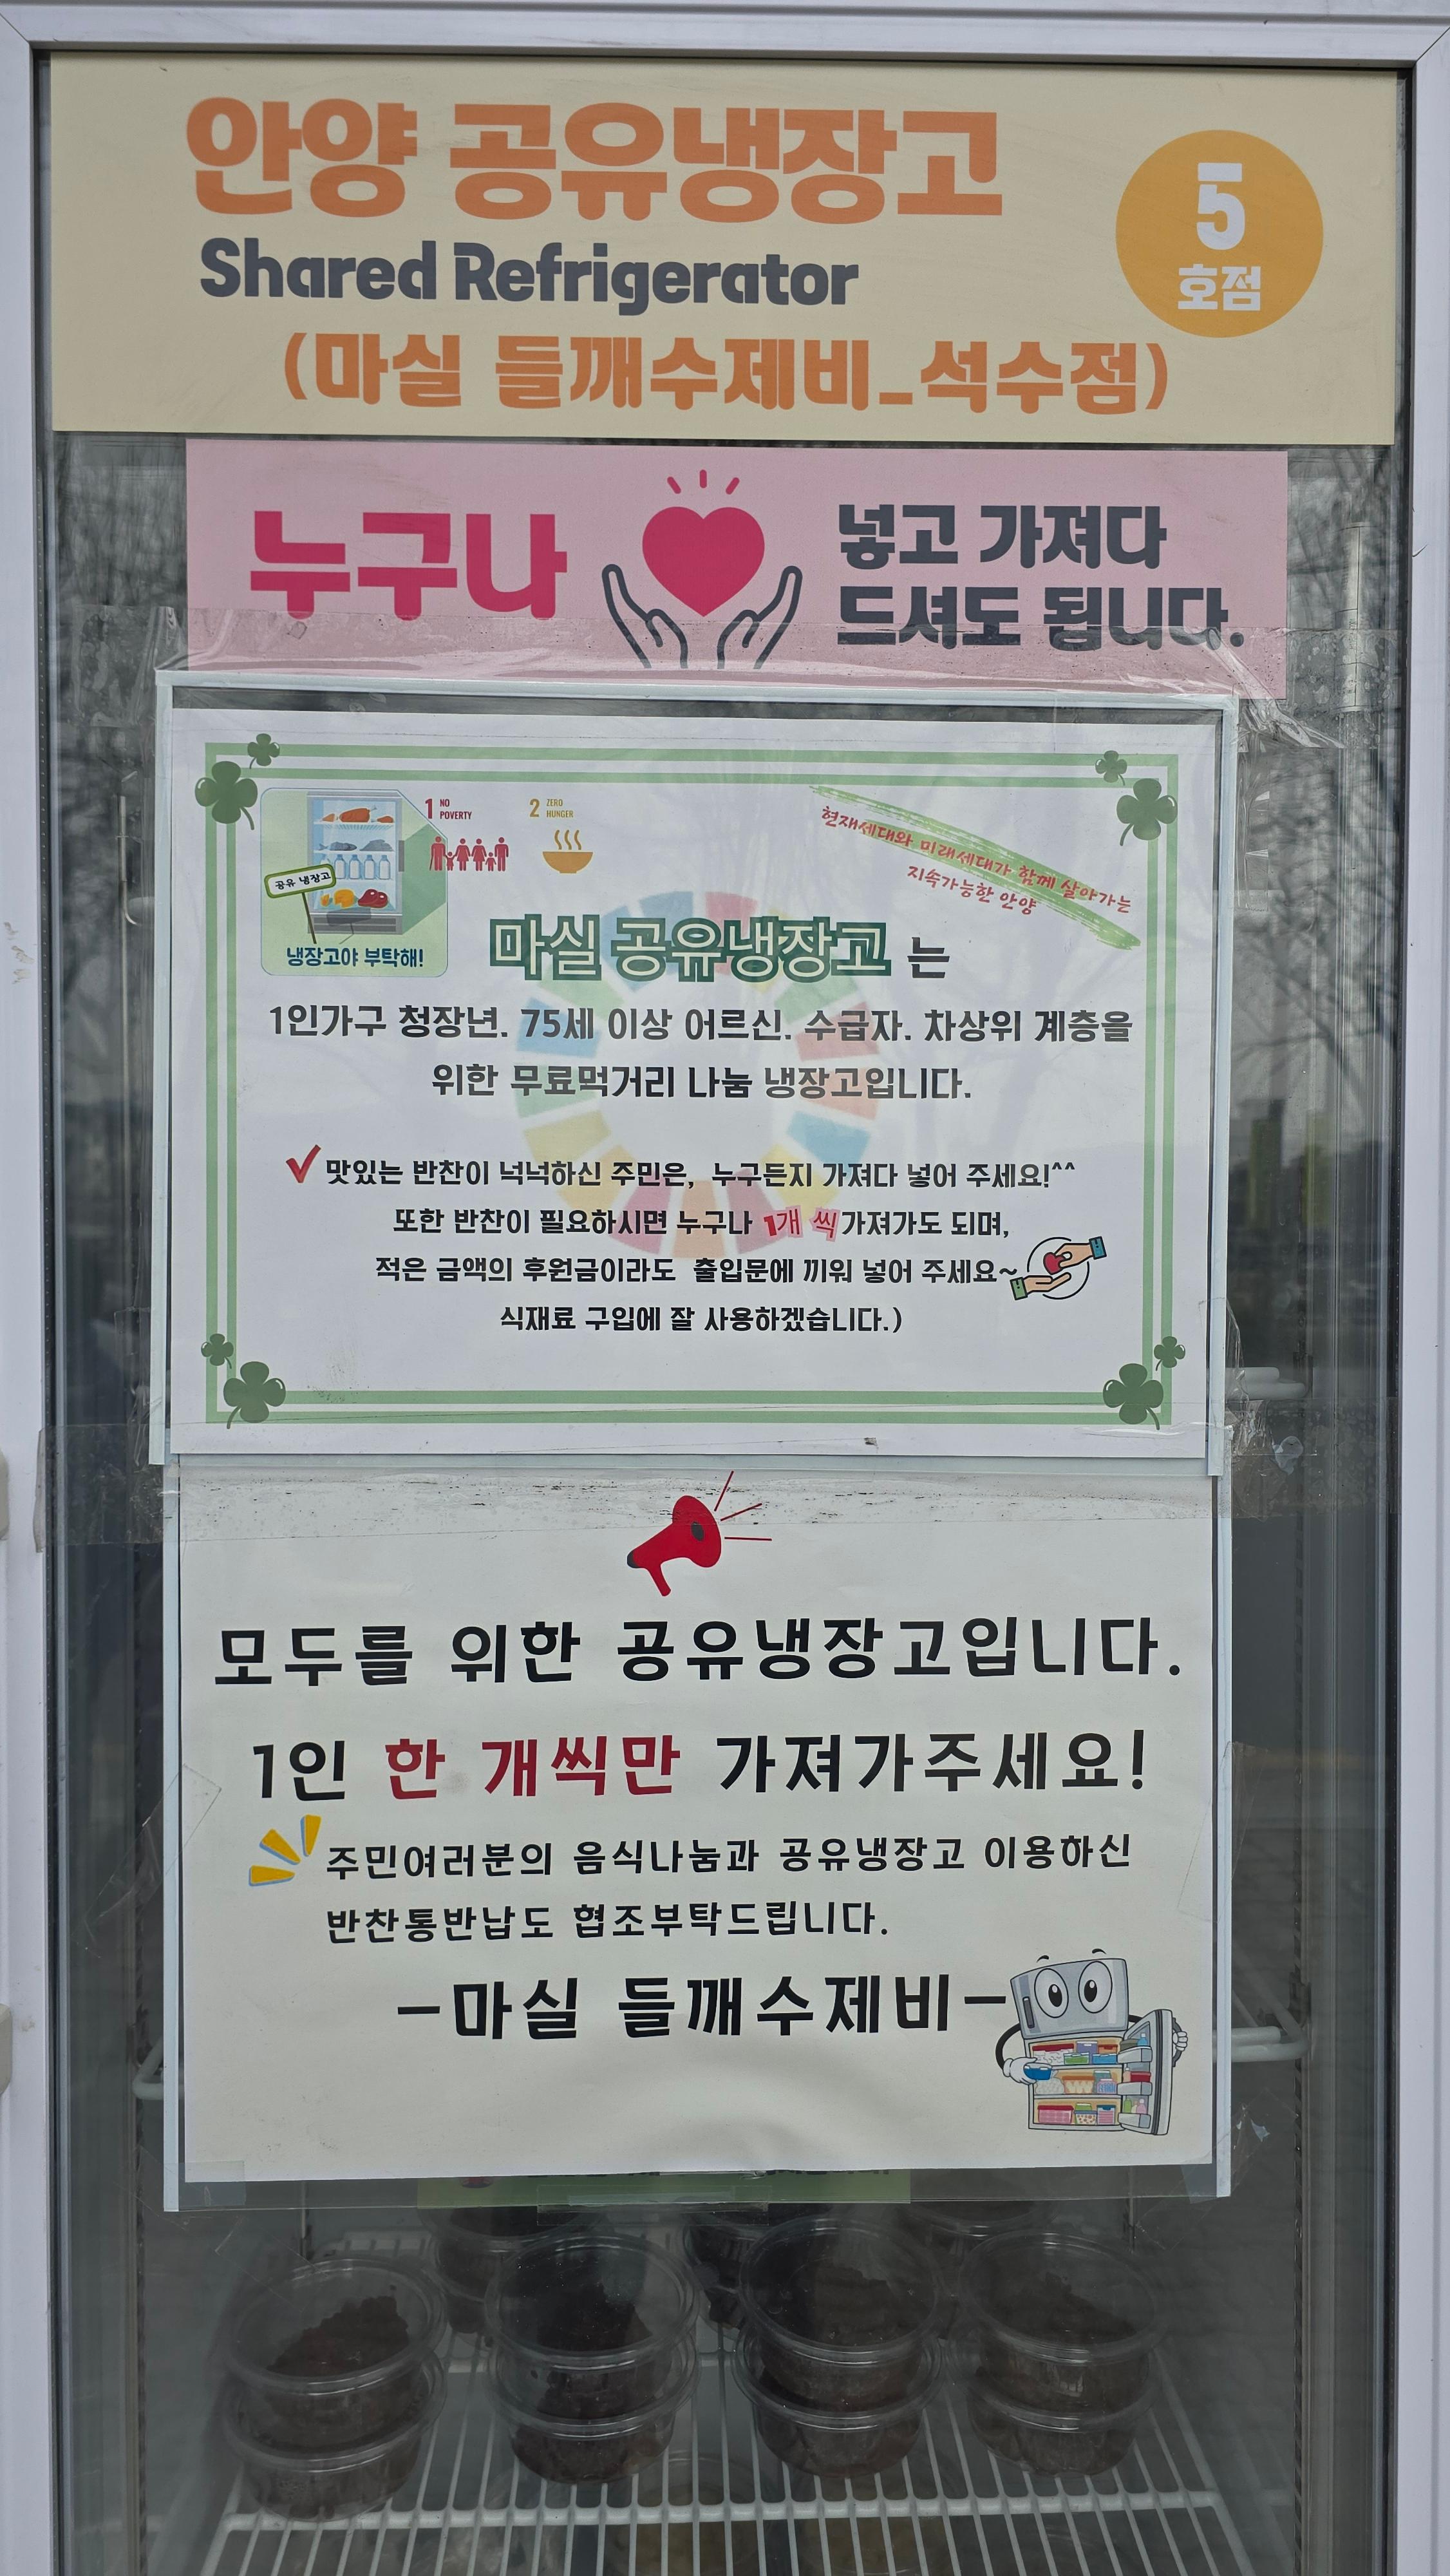 안양 공유냉장고
Shared Refrigerator
5
호점
(마실 들깨수제비_석수점)
누구나
넣고 가져다
드셔도 됩니다.
1 NO
POVERTY
2 ZERO
HUNGER
공유 냉장고
냉장고야 부탁해!
현재세대와 미래세대가 함께 살아가는
지속가능한 안양
마실 공유냉장고 는
1인가구 청장년. 75세 이상 어르신. 수급자. 차상위 계층을
위한 무료먹거리 나눔 냉장고입니다.
맛있는 반찬이 넉넉하신 주민은, 누구든지 가져다 넣어 주세요!^^
또한 반찬이 필요하시면 누구나 1개 씩가져가도 되며,
적은 금액의 후원금이라도 출입문에 끼워 넣어 주세요~
식재료 구입에 잘 사용하겠습니다.)
모두를 위한 공유냉장고입니다.
1인 한 개씩만 가져가주세요!
주민여러분의 음식나눔과 공유냉장고 이용하신
반찬통반납도 협조부탁드립니다.
-마실 들깨수제비-